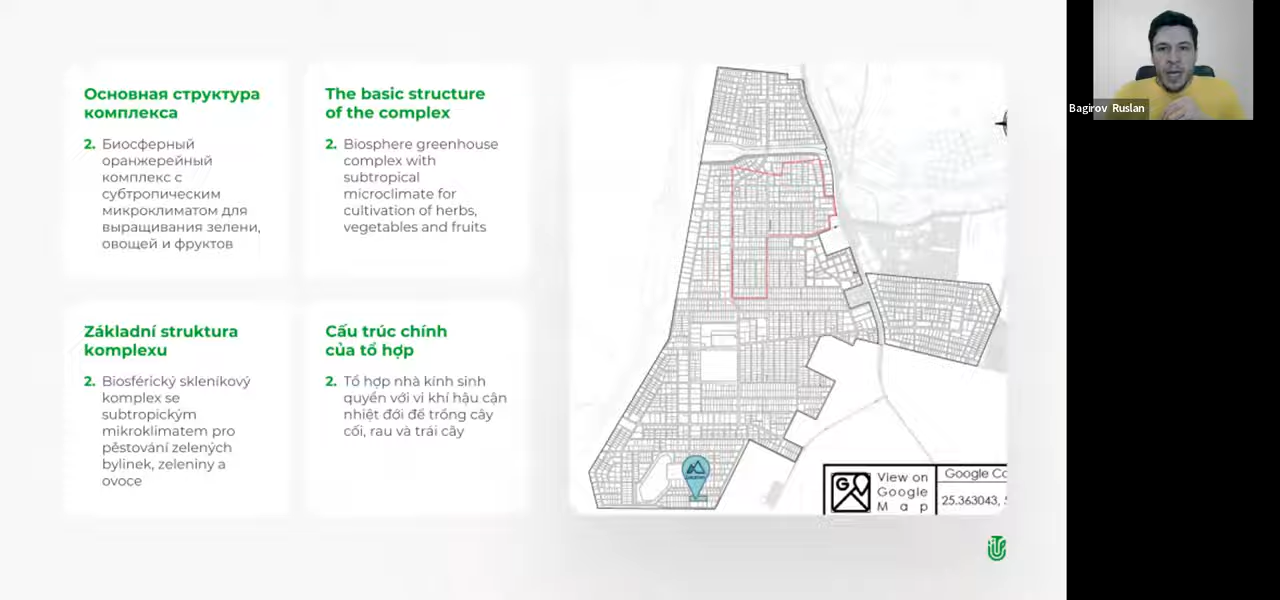 Основная структура
комплекса
2. Биосферный
оранжерейный
комплекс с
субтропическим
микроклиматом для
выращивания зелени,
овощей и фруктов
The basic structure
of the complex
2. Biosphere greenhouse
complex with
subtropical
microclimate for
cultivation of herbs,
vegetables and fruits
Základní struktura
komplexu
2. Biosférický skleníkový
komplex se
subtropickým
mikroklimatem pro
pěstování zelených
bylinek, zeleniny a
ovoce
Cấu trúc chính
của tổ hợp
2. Tổ hợp nhà kính sinh
quyển với vi khí hậu cận
nhiệt đới để trồng cây
cối, rau và trái cây
View on
Google
Map
Google Co
25.363043,
Bagirov Ruslan